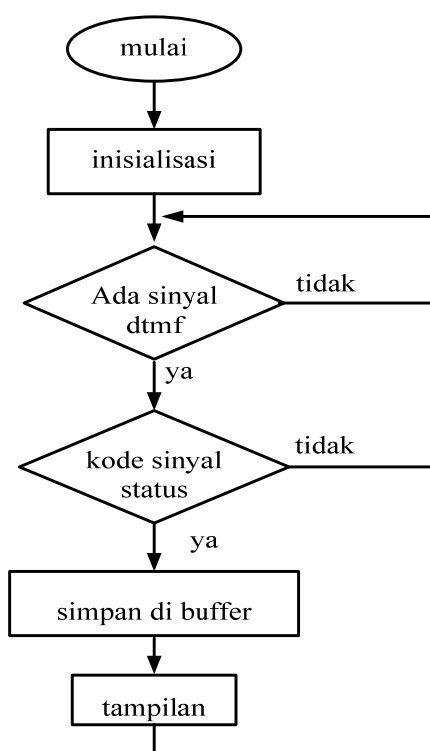 mulai
inisialisasi
Ada sinyal
dtmf
tidak
ya
kode sinyal
status
tidak
ya
simpan di buffer
tampilan